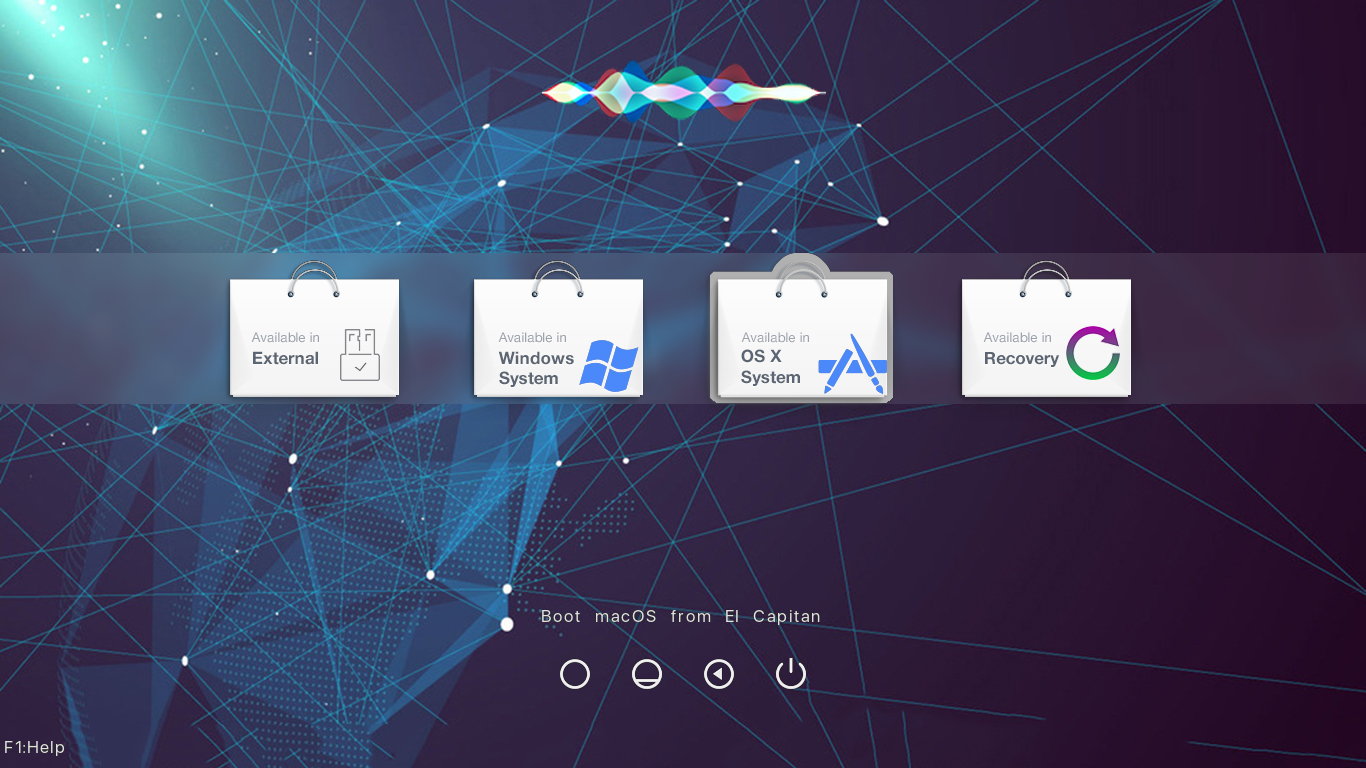 Available in
External
Available in
Windows
System
Available in
OS X
System
Available in
Recovery
Boot macOS from El Capitan
F1:Help